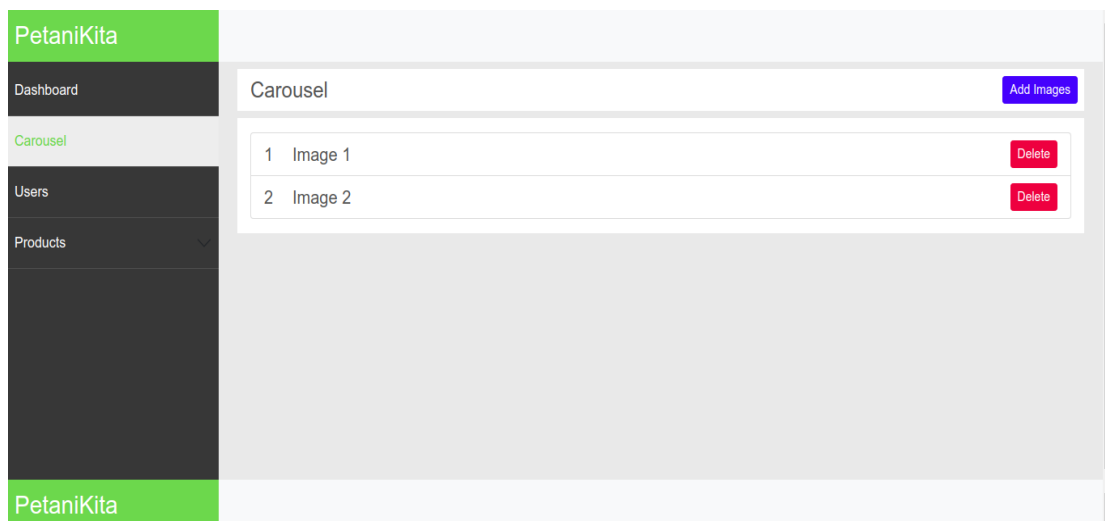 PetaniKita
Dashboard
Carousel
Users
Products
Carousel
Add Images
1 Image 1
Delete
2 Image 2
Delete
PetaniKita